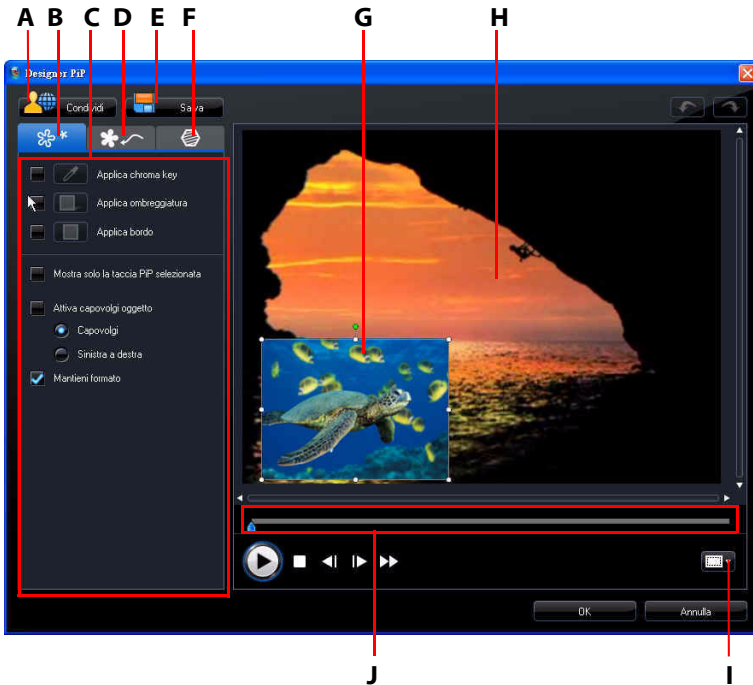 A B C D E F G H
Designer PiP
Condividi Salva
Applica chroma key
Applica ombreggiatura
Applica bordo
Mostra solo la taccia PiP selezionata
Attiva capovolgi oggetto
Capovolgi
Sinistra a destra
Mantieni formato
OK Annulla
J I